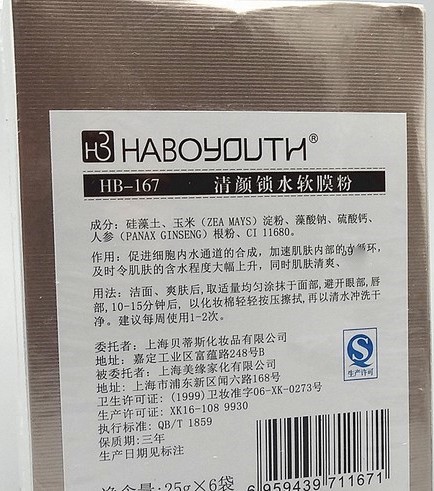 H3 HABOYOUTH®
HB-167 清颜锁水软膜粉
成分：硅藻土、玉米（ZEA MAYS）淀粉、藻酸钠、硫酸钙、
人参（PANAX GINSENG）根粉、CI 11680。
作用：促进细胞内水通道的合成，加速肌肤内部的水循环，
及时令肌肤的含水程度大幅上升，同时肌肤清爽、
用法：洁面、爽肤后，取适量均匀涂抹于面部，避开眼部、唇
部，10-15分钟后，以化妆棉轻轻按压擦拭，再以清水冲洗干
净。建议每周使用1-2次。
委托者：上海贝蒂斯化妆品有限公司
地址：嘉定工业区富蕴路248号B
被委托者：上海美缘家化有限公司
地址：上海市浦东新区闻六路168号
卫生许可证：(1999)卫妆准字06-XK-0273号
生产许可证：XK16-108 9930
执行标准：QB/T 1859
保质期：三年
生产日期见标注
生产许可
净含量：25g×6袋
6 959439 711671